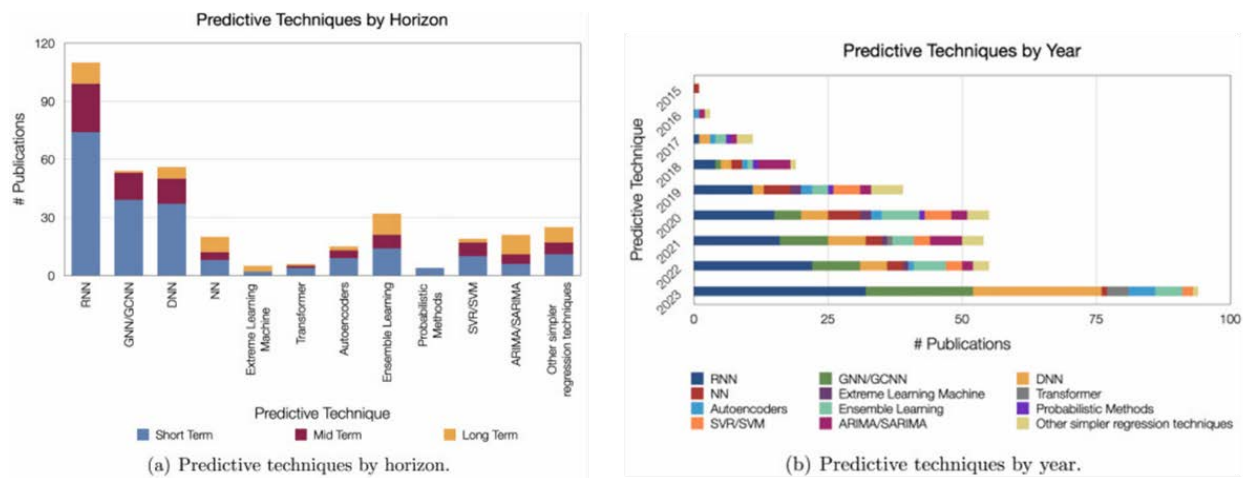 Predictive Techniques by Horizon
# Publications
120
90
60
30
0
RNN
GNN/GCNN
DNN
NN
Extreme Learning
Machine
Transformer
Autoencoders
Ensemble Learning
Probabilistic
Methods
SVR/SVM
ARIMA/SARIMA
Other simpler
regression techniques
Predictive Technique
Short Term
Mid Term
Long Term
(a) Predictive techniques by horizon.
Predictive Techniques by Year
Predictive Technique
2015
2016
2017
2018
2019
2020
2021
2022
2023
0
25
50
75
100
# Publications
RNN
GNN/GCNN
DNN
NN
Extreme Learning Machine
Transformer
Autoencoders
Ensemble Learning
Probabilistic Methods
SVR/SVM
ARIMA/SARIMA
Other simpler regression techniques
(b) Predictive techniques by year.